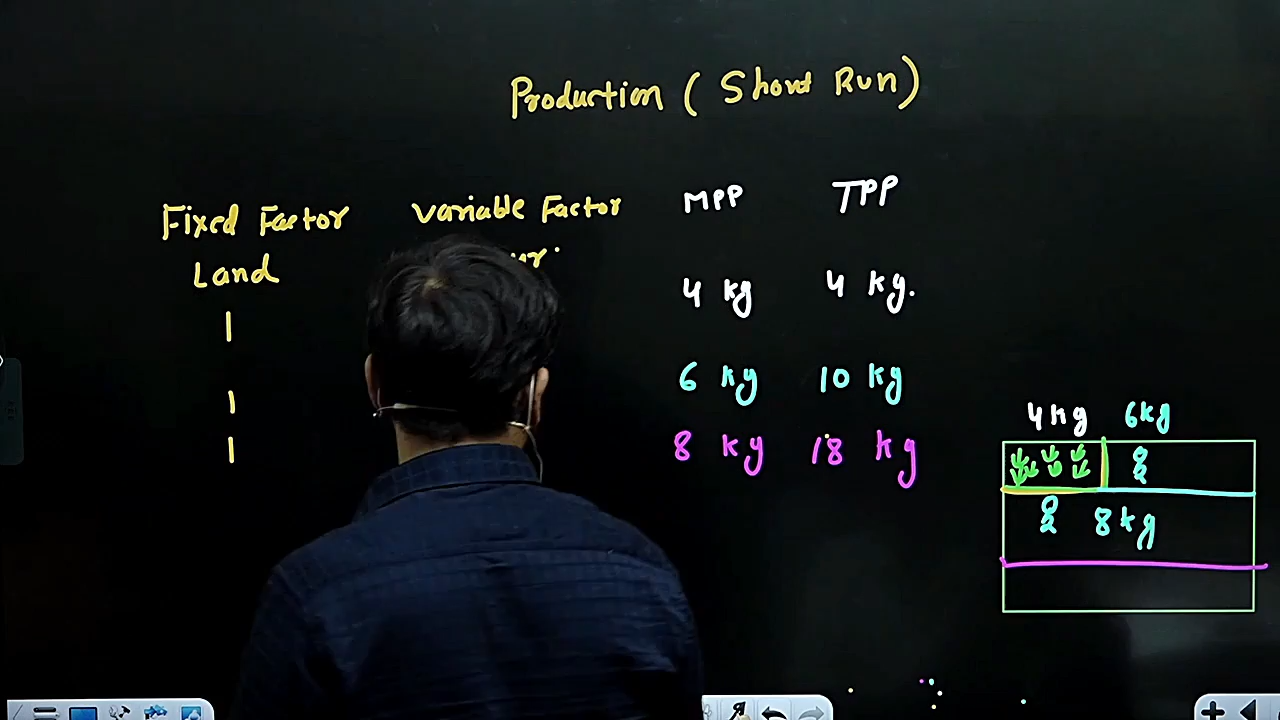 Production ( Short Run )
Fixed Factor Variable Factor MPP TPP
Land
1 4 kg 4 kg.
1 6 kg 10 kg
1 8 kg 18 kg
4 kg 6 kg
8 kg